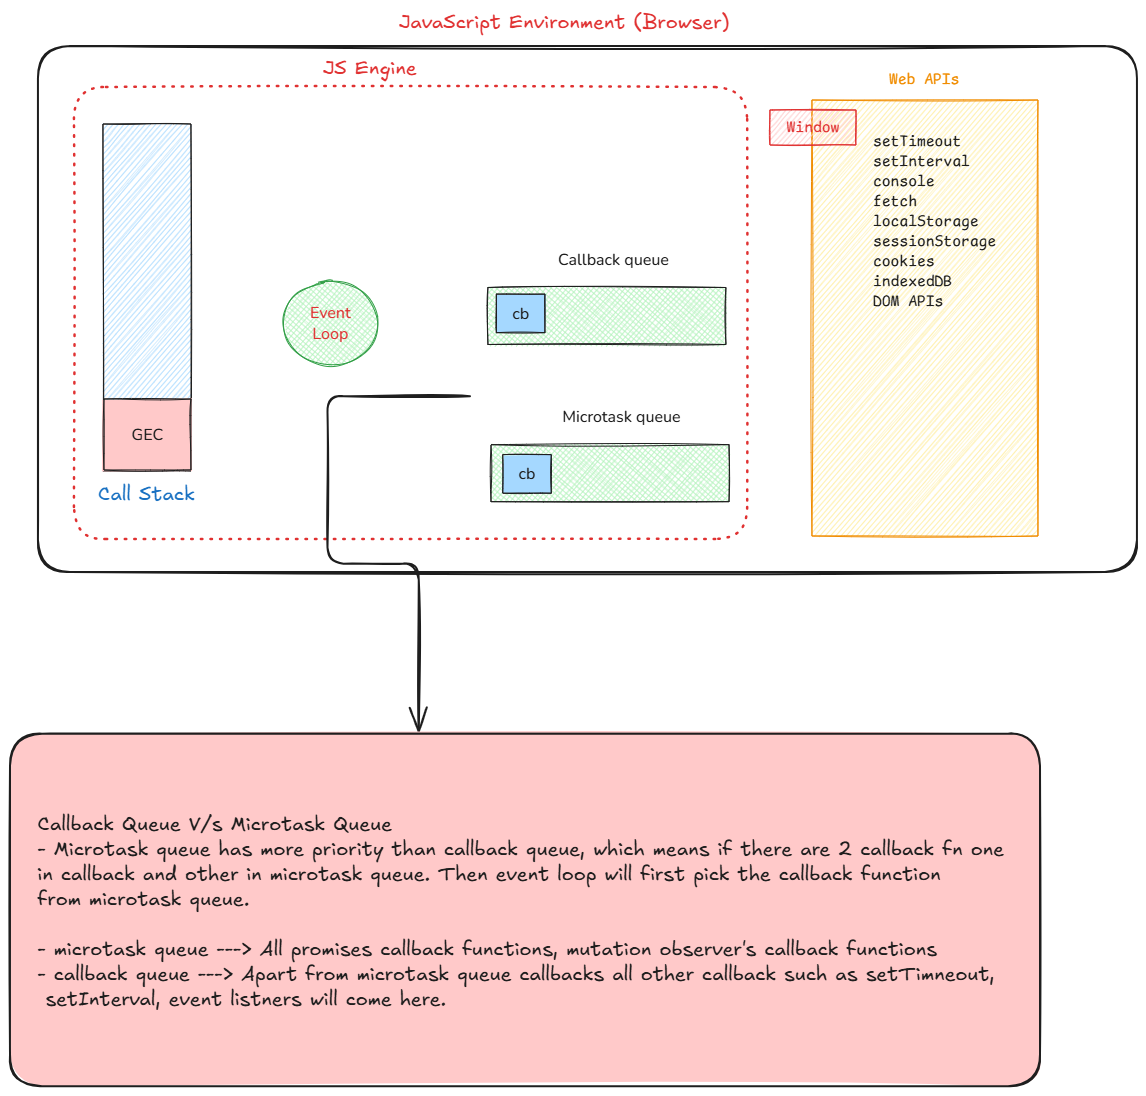 JavaScript Environment (Browser)
JS Engine
Web APIs
Window
setTimeout
setInterval
console
fetch
localStorage
sessionStorage
cookies
indexedDB
DOM APIs
Callback queue
cb
Event
Loop
Microtask queue
cb
GEC
Call Stack
Callback Queue V/s Microtask Queue
- Microtask queue has more priority than callback queue, which means if there are 2 callback fn one
in callback and other in microtask queue. Then event loop will first pick the callback function
from microtask queue.
- microtask queue ---> All promises callback functions, mutation observer's callback functions
- callback queue ---> Apart from microtask queue callbacks all other callback such as setTimneout,
setInterval, event listners will come here.